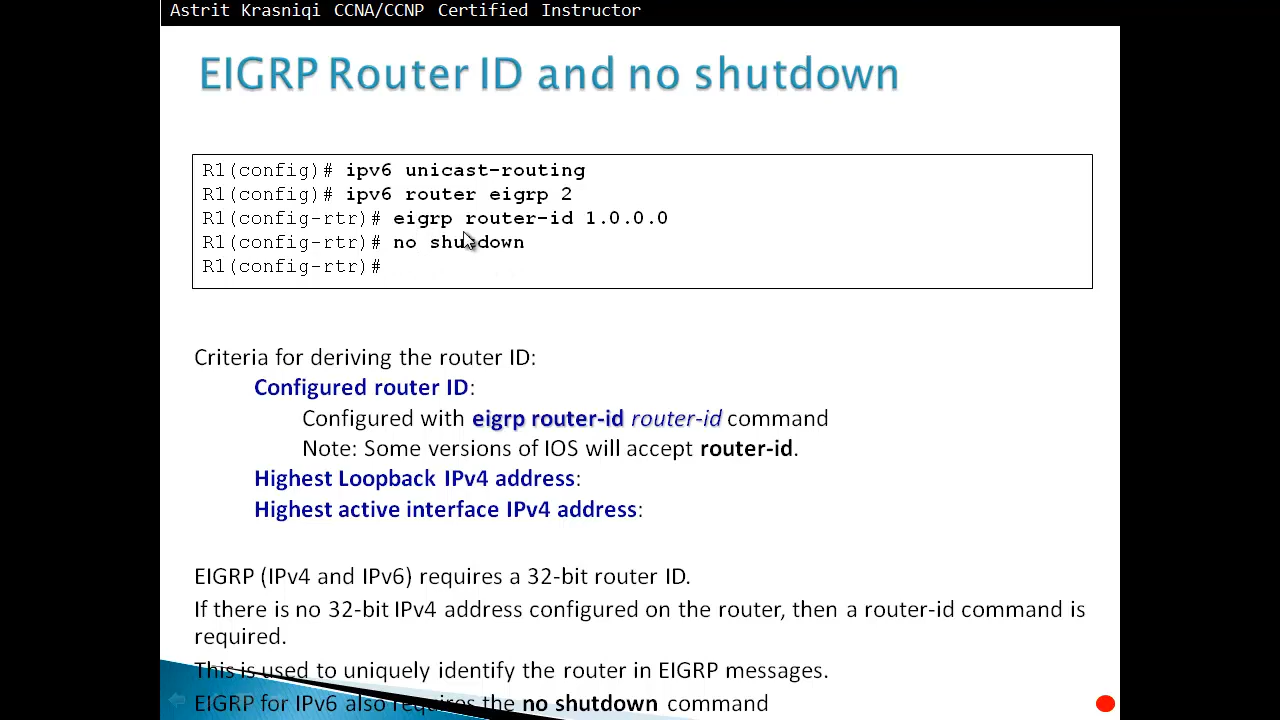 Astrit Krasniqi CCNA/CCNP Certified Instructor
EIGRP Router ID and no shutdown
R1(config)# ipv6 unicast-routing
R1(config)# ipv6 router eigrp 2
R1(config-rtr)# eigrp router-id 1.0.0.0
R1(config-rtr)# no shutdown
R1(config-rtr)#
Criteria for deriving the router ID:
Configured router ID:
Configured with eigrp router-id router-id command
Note: Some versions of IOS will accept router-id.
Highest Loopback IPv4 address:
Highest active interface IPv4 address:
EIGRP (IPv4 and IPv6) requires a 32-bit router ID.
If there is no 32-bit IPv4 address configured on the router, then a router-id command is
required.
This is used to uniquely identify the router in EIGRP messages.
EIGRP for IPv6 also requires the no shutdown command